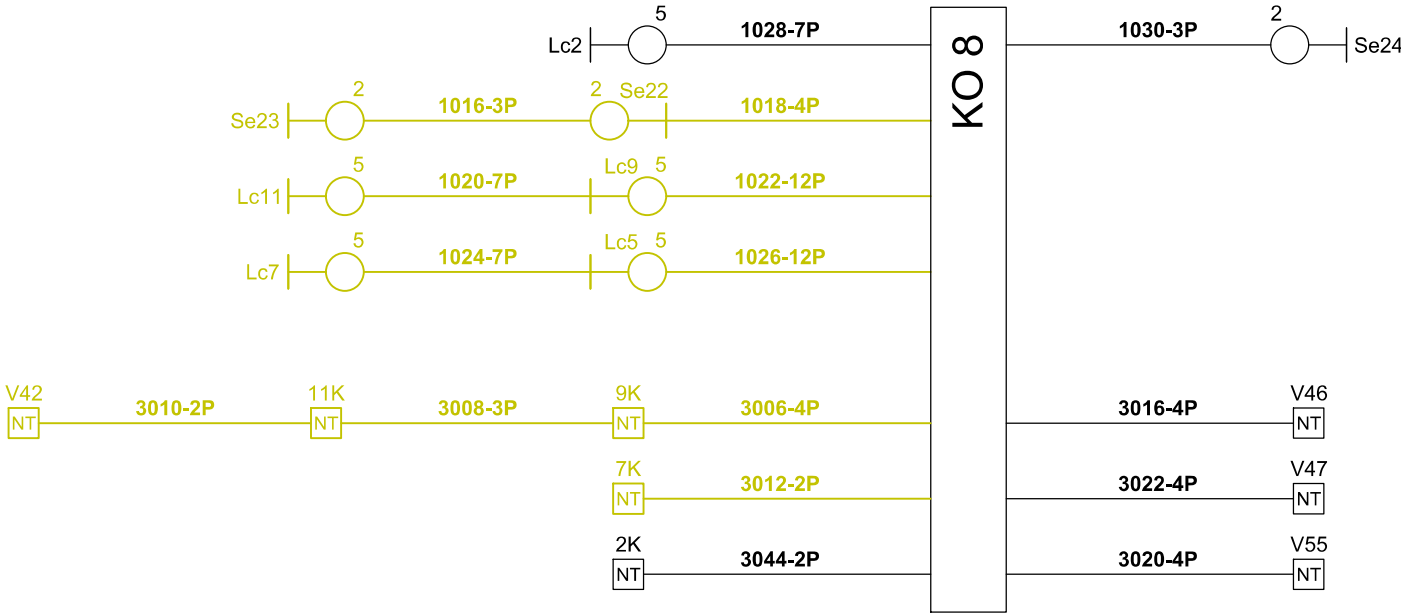 5
Lc2
1028-7P
KO 8
1030-3P
2
Se24
2
Se23
1016-3P
2
Se22
1018-4P
5
Lc11
1020-7P
Lc9
5
1022-12P
5
Lc7
1024-7P
Lc5
5
1026-12P
V42
NT
3010-2P
11K
NT
3008-3P
9K
NT
3006-4P
3016-4P
V46
NT
7K
NT
3012-2P
3022-4P
V47
NT
2K
NT
3044-2P
3020-4P
V55
NT